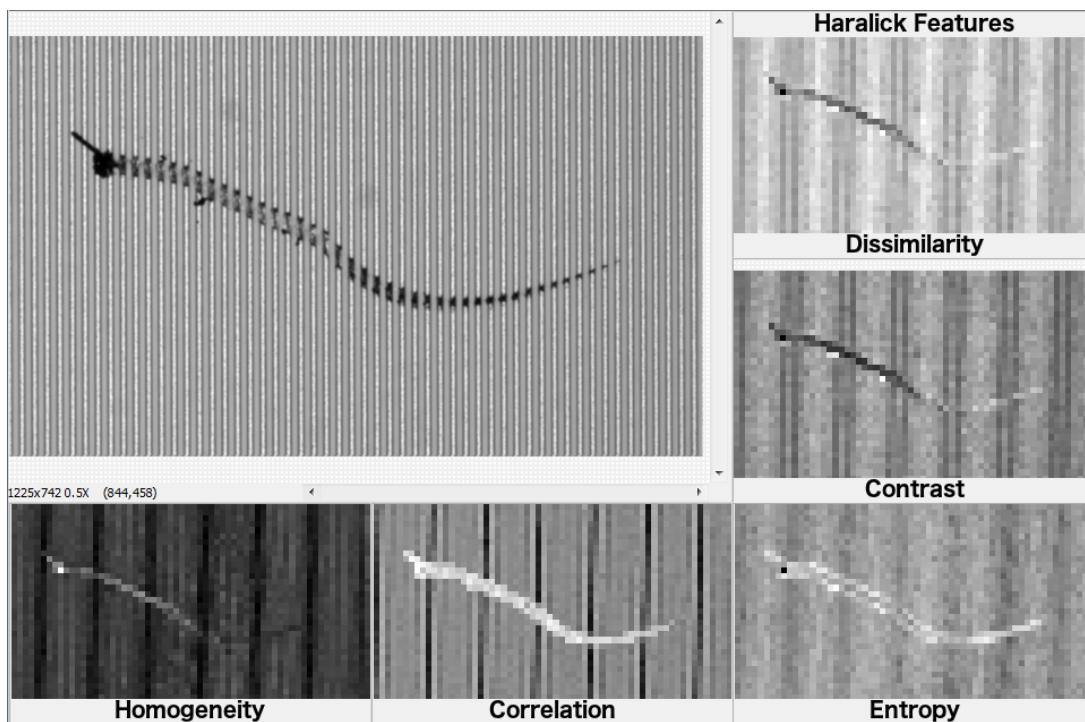 Haralick Features
Dissimilarity
Contrast
1225x742 0.5X (844,458)
Homogeneity
Correlation
Entropy